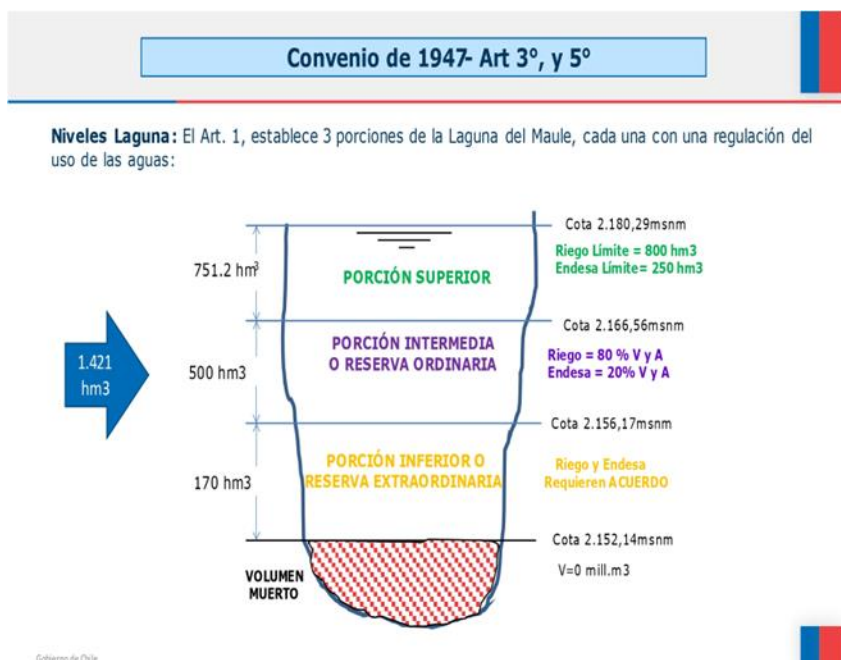 Convenio de 1947- Art 3°, y 5°
Niveles Laguna: El Art. 1, establece 3 porciones de la Laguna del Maule, cada una con una regulación del
uso de las aguas:
Cota 2.180,29msnm
Riego Límite = 800 hm3
Endesa Límite= 250 hm3
751.2 hm³
PORCIÓN SUPERIOR
Cota 2.166,56msnm
PORCIÓN INTERMEDIA
O RESERVA ORDINARIA
Riego = 80 % V y A
Endesa = 20% V y A
1.421
hm3
500 hm3
Cota 2.156,17msnm
PORCIÓN INFERIOR O
RESERVA EXTRAORDINARIA
Riego y Endesa
Requieren ACUERDO
170 hm3
Cota 2.152,14msnm
VOLUMEN
MUERTO
V=0 mill.m3
Gobierno de Chile